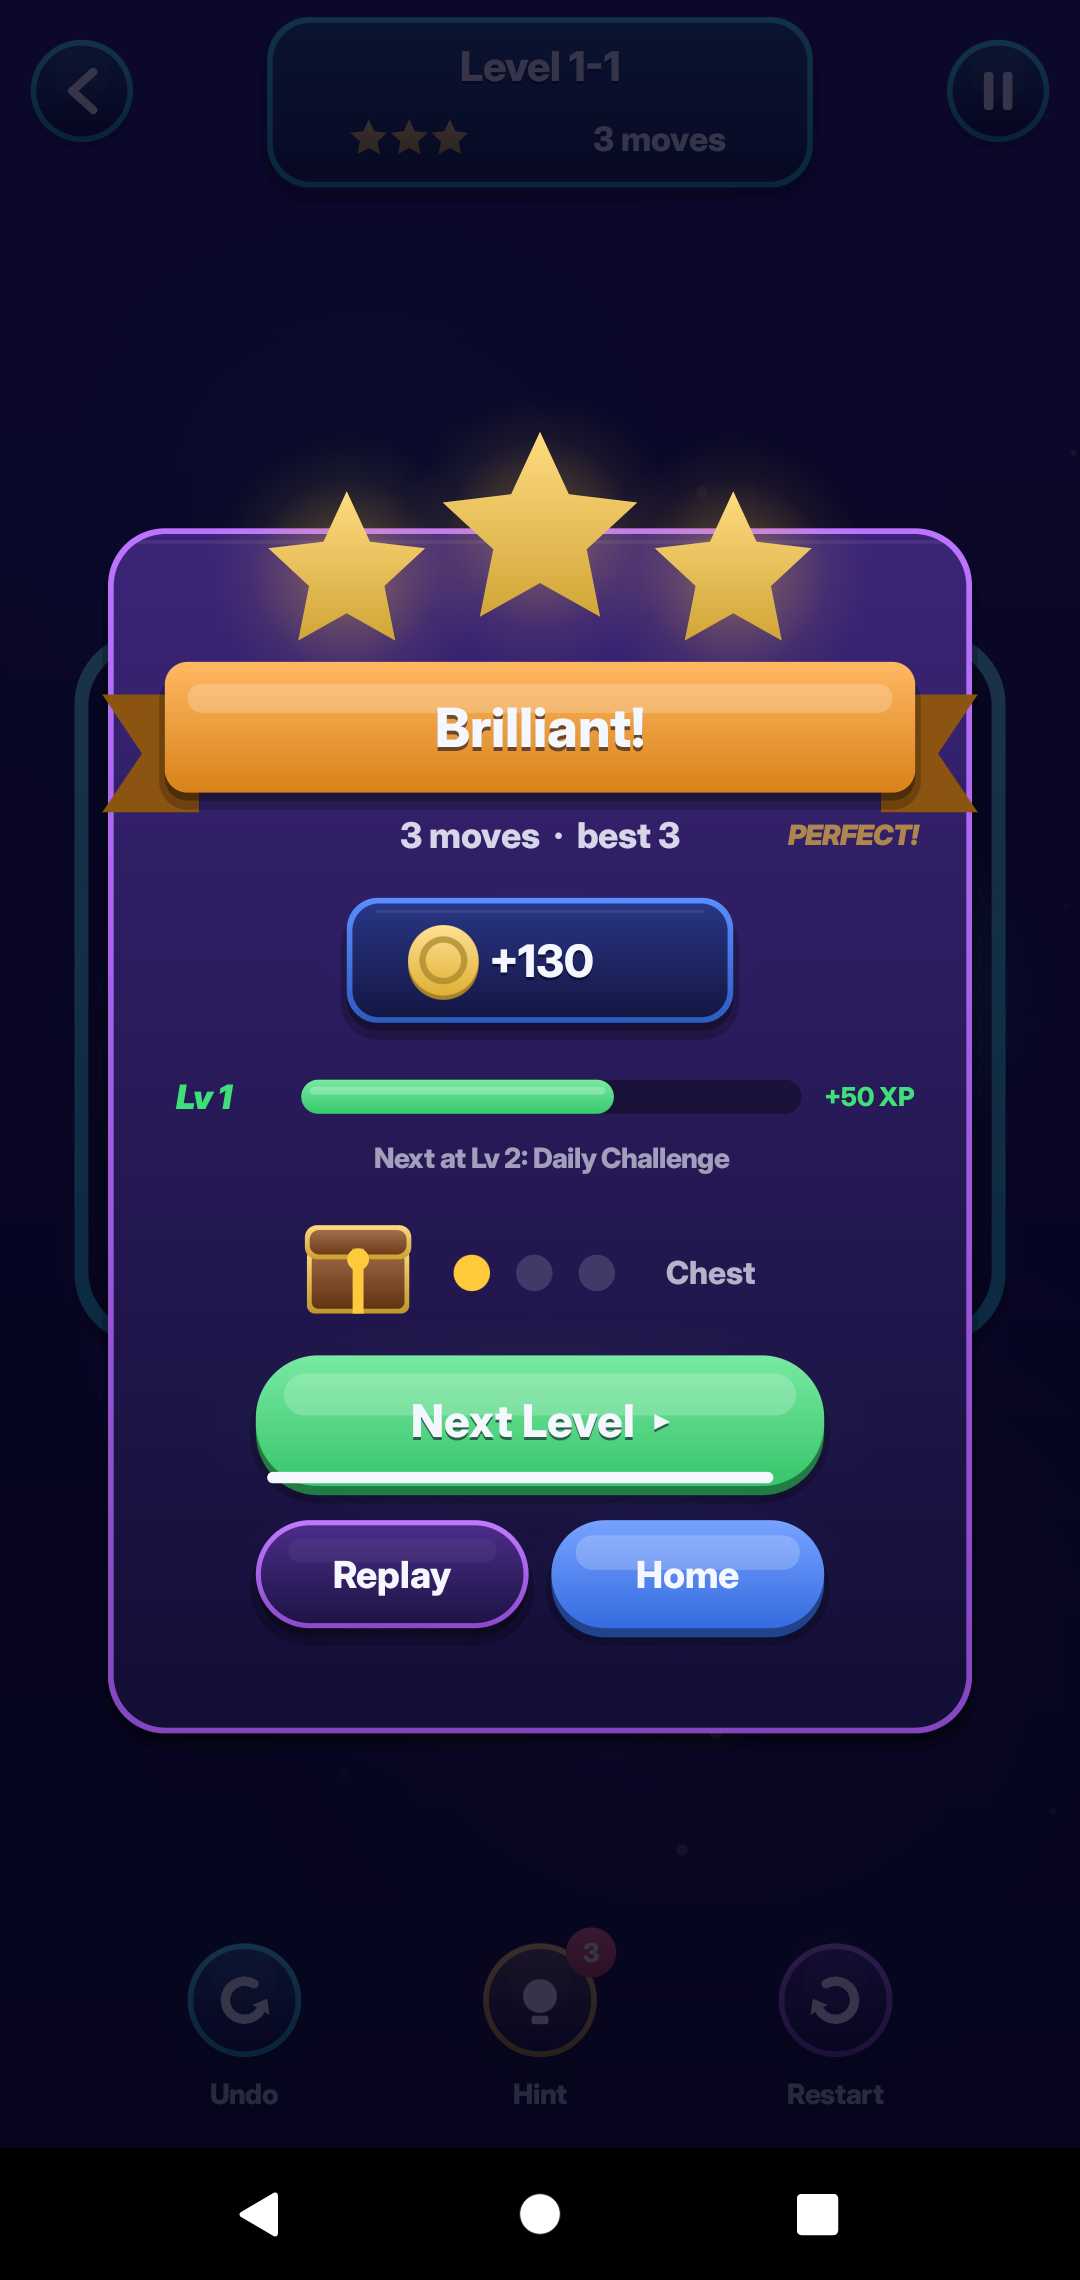 Level 1-1
3 moves
Brilliant!
3 moves · best 3
PERFECT!
+130
Lv 1
+50 XP
Next at Lv 2: Daily Challenge
Chest
Next Level ▸
Replay
Home
3
Undo
Hint
Restart